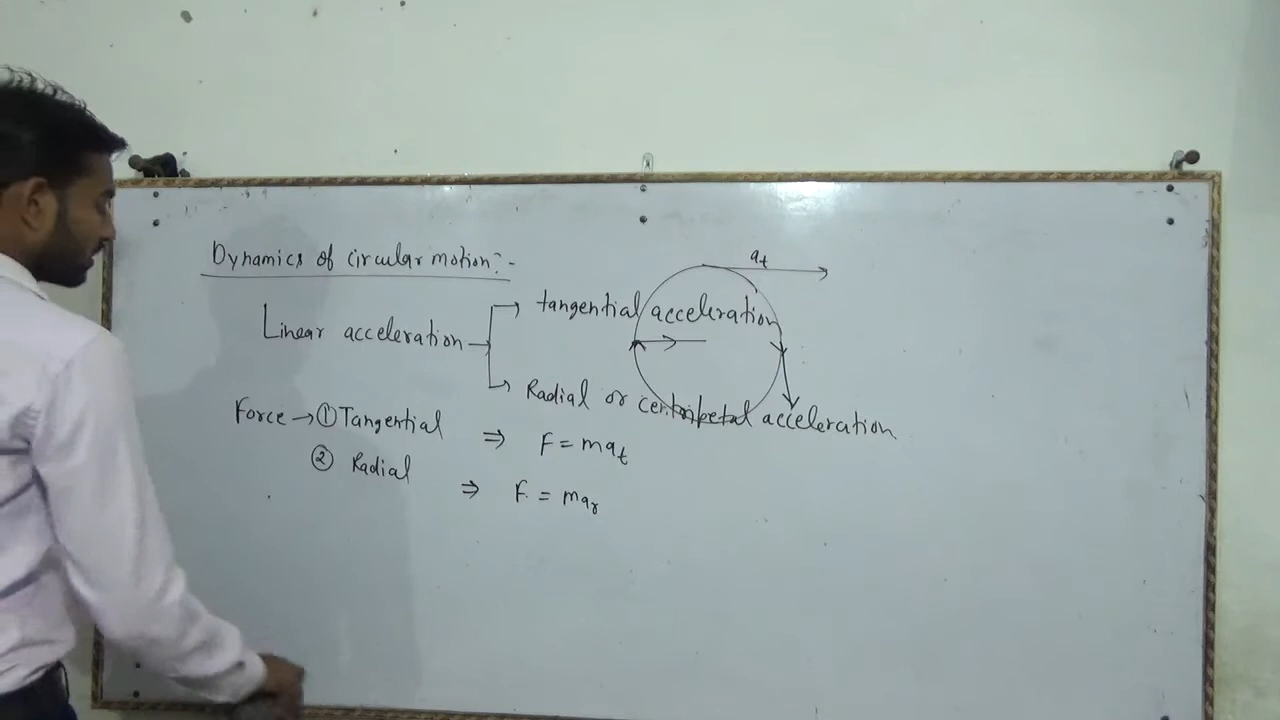 Dynamics of circular motion:-
a_t
Linear acceleration → tangential acceleration
→ Radial or centripetal acceleration
Force → ① Tangential ⇒ F = ma_t
② Radial ⇒ F = ma_r